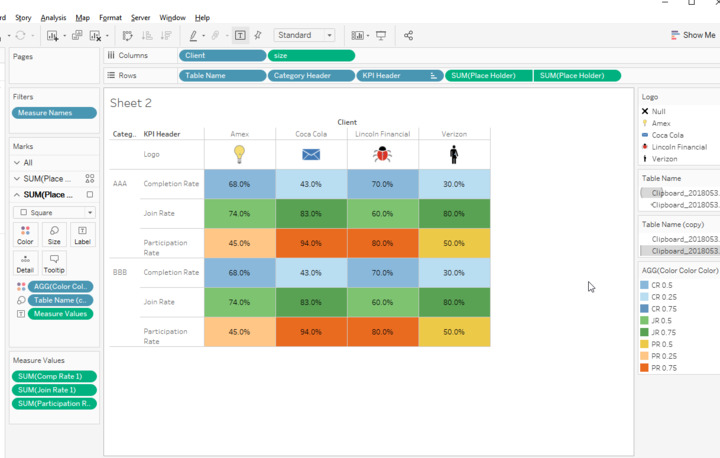 rd Story Analysis Map Format Server Window Help
Standard
Show Me
Pages
Columns Client size
Rows Table Name Category Header KPI Header SUM(Place Holder) SUM(Place Holder)
Filters
Measure Names
Marks
All
SUM(Place ...
SUM(Place...
Square
Color Size Label
Detail Tooltip
AGG(Color Col..
Table Name (c..
Measure Values
Measure Values
SUM(Comp Rate 1)
SUM(Join Rate 1)
SUM(Participation R..
Sheet 2
Client
Categ.. KPI Header Amex Coca Cola Lincoln Financial Verizon
Logo
AAA Completion Rate 68.0% 43.0% 70.0% 30.0%
Join Rate 74.0% 83.0% 60.0% 80.0%
Participation
Rate 45.0% 94.0% 80.0% 50.0%
BBB Completion Rate 68.0% 43.0% 70.0% 30.0%
Join Rate 74.0% 83.0% 60.0% 80.0%
Participation
Rate 45.0% 94.0% 80.0% 50.0%
Logo
Null
Amex
Coca Cola
Lincoln Financial
Verizon
Table Name
Clipboard_2018053.
Clipboard_2018053.
Table Name (copy)
Clipboard_2018053.
Clipboard_2018053.
AGG(Color Color Color)
CR 0.5
CR 0.25
CR 0.75
JR 0.5
JR 0.75
PR 0.5
PR 0.25
PR 0.75